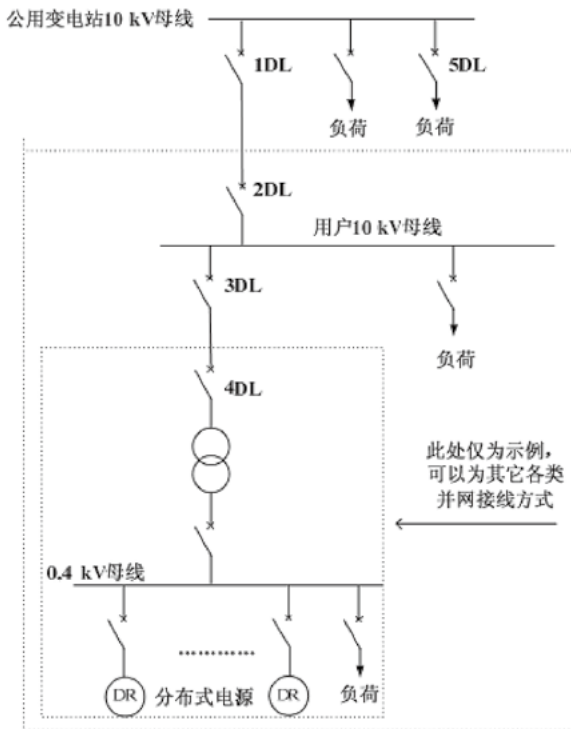 公用变电站10 kV母线
1DL
5DL
负荷
负荷
2DL
用户10 kV母线
3DL
负荷
4DL
此处仅为示例，
可以为其它各类
并网接线方式
0.4 kV母线
DR
分布式电源
DR
负荷